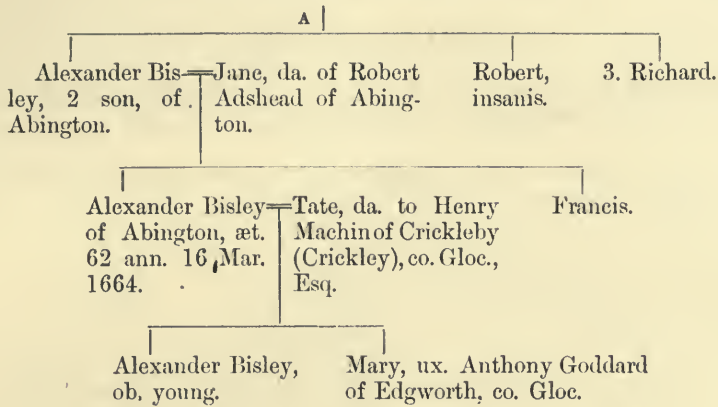 A
Alexander Bis-
ley, 2 son, of
Abington.
Jane, da. of Robert
Adshead of Abing-
ton.
Robert,
insanis.
3. Richard.
Alexander Bisley
of Abington, æt.
62 ann. 16 Mar.
1664.
Tate, da. to Henry
Machin of Crickleby
(Crickley), co. Gloc.,
Esq.
Francis.
Alexander Bisley,
ob. young.
Mary, ux. Anthony Goddard
of Edgworth, co. Gloc.